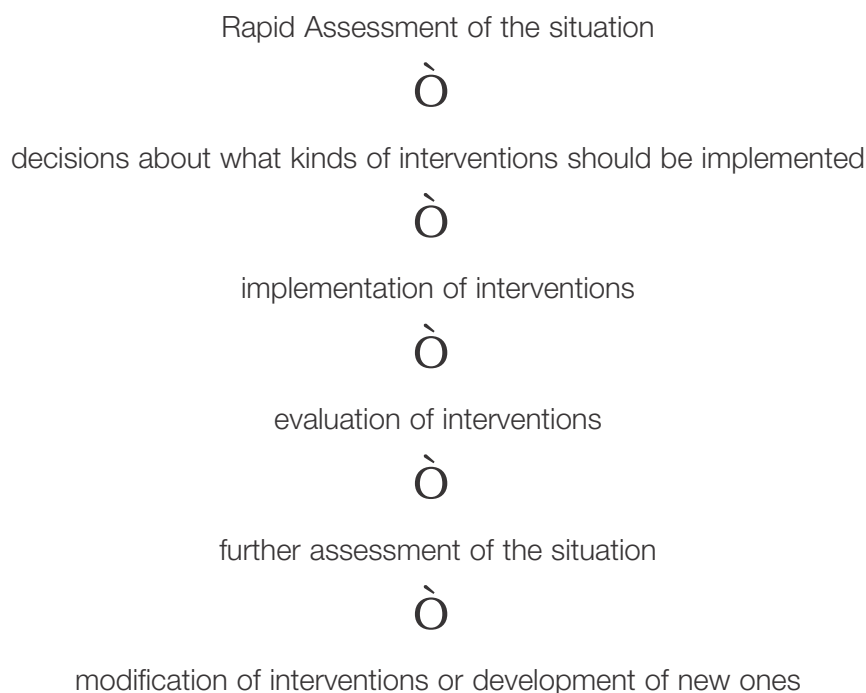 Rapid Assessment of the situation
Ò
decisions about what kinds of interventions should be implemented
Ò
implementation of interventions
Ò
evaluation of interventions
Ò
further assessment of the situation
Ò
modification of interventions or development of new ones